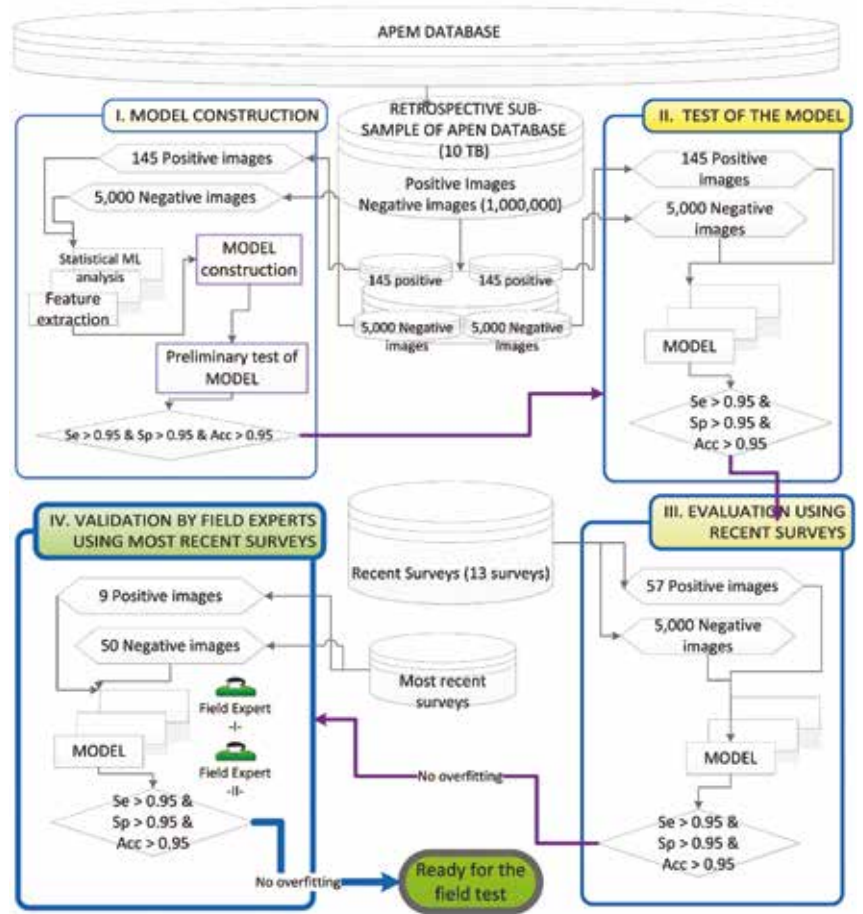 APEM DATABASE
I. MODEL CONSTRUCTION
145 Positive images
5,000 Negative images
Statistical ML
analysis
Feature
extraction
MODEL
construction
Preliminary test of
MODEL
Se > 0.95 & Sp > 0.95 & Acc > 0.95
RETROSPECTIVE SUB-
SAMPLE OF APEN DATABASE
(10 TB)
Positive Images
Negative images (1,000,000)
145 positive
145 positive
5,000 Negative
images
5,000 Negative
Images
II. TEST OF THE MODEL
145 Positive
images
5,000 Negative
images
MODEL
Se > 0.95 &
Sp > 0.95 &
Acc > 0.95
III. EVALUATION USING
RECENT SURVEYS
Recent Surveys (13 surveys)
57 Positive images
5,000 Negative
images
MODEL
Se > 0.95 &
Sp > 0.95 &
Acc > 0.95
No overfitting
IV. VALIDATION BY FIELD EXPERTS
USING MOST RECENT SURVEYS
9 Positive images
50 Negative images
Most recent
surveys
Field Expert
-I-
Field Expert
-II-
MODEL
Se > 0.95 &
Sp > 0.95 &
Acc > 0.95
No overfitting
Ready for the
field test